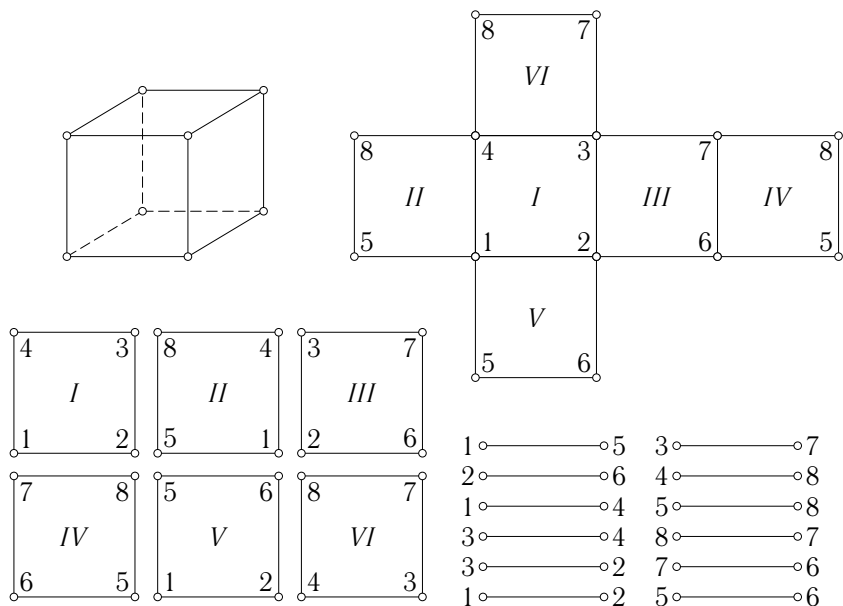 8 7
VI
8 4 3 7 8
II I III IV
5 1 2 6 5
V
5 6
4 3 8 4 3 7
I II III
1 2 5 1 2 6
7 8 5 6 8 7
IV V VI
6 5 1 2 4 3
1 5 3 7
2 6 4 8
1 4 5 8
3 4 8 7
3 2 7 6
1 2 5 6